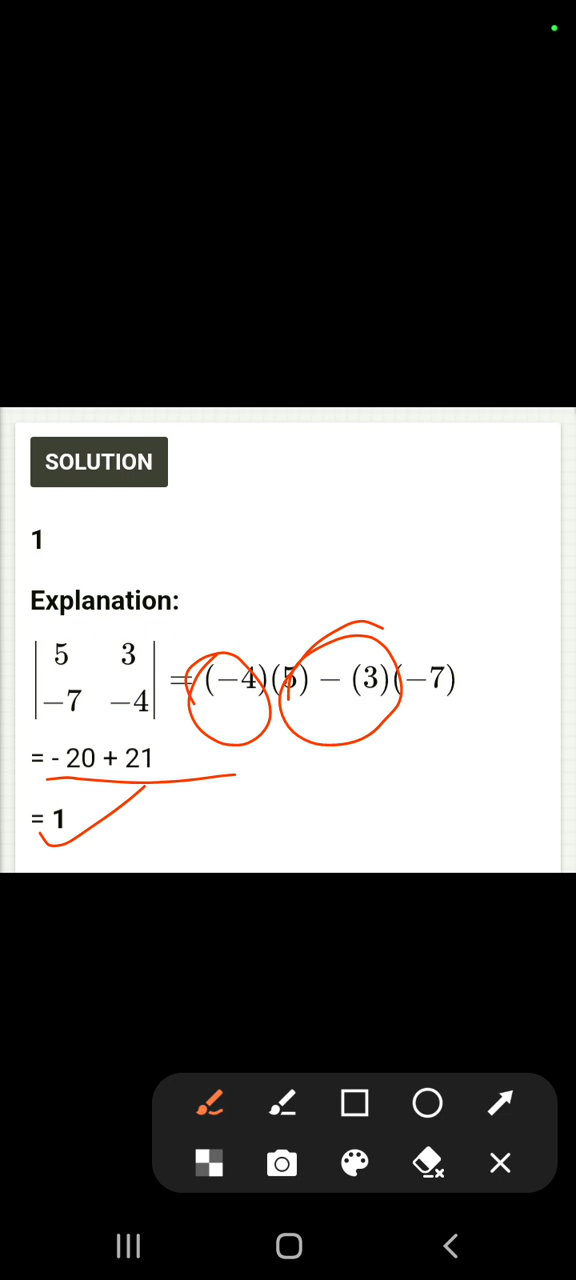 SOLUTION
1
Explanation:
| 5 3 |
| −7 −4 | = (−4)(5) − (3)(−7)
= - 20 + 21
= 1